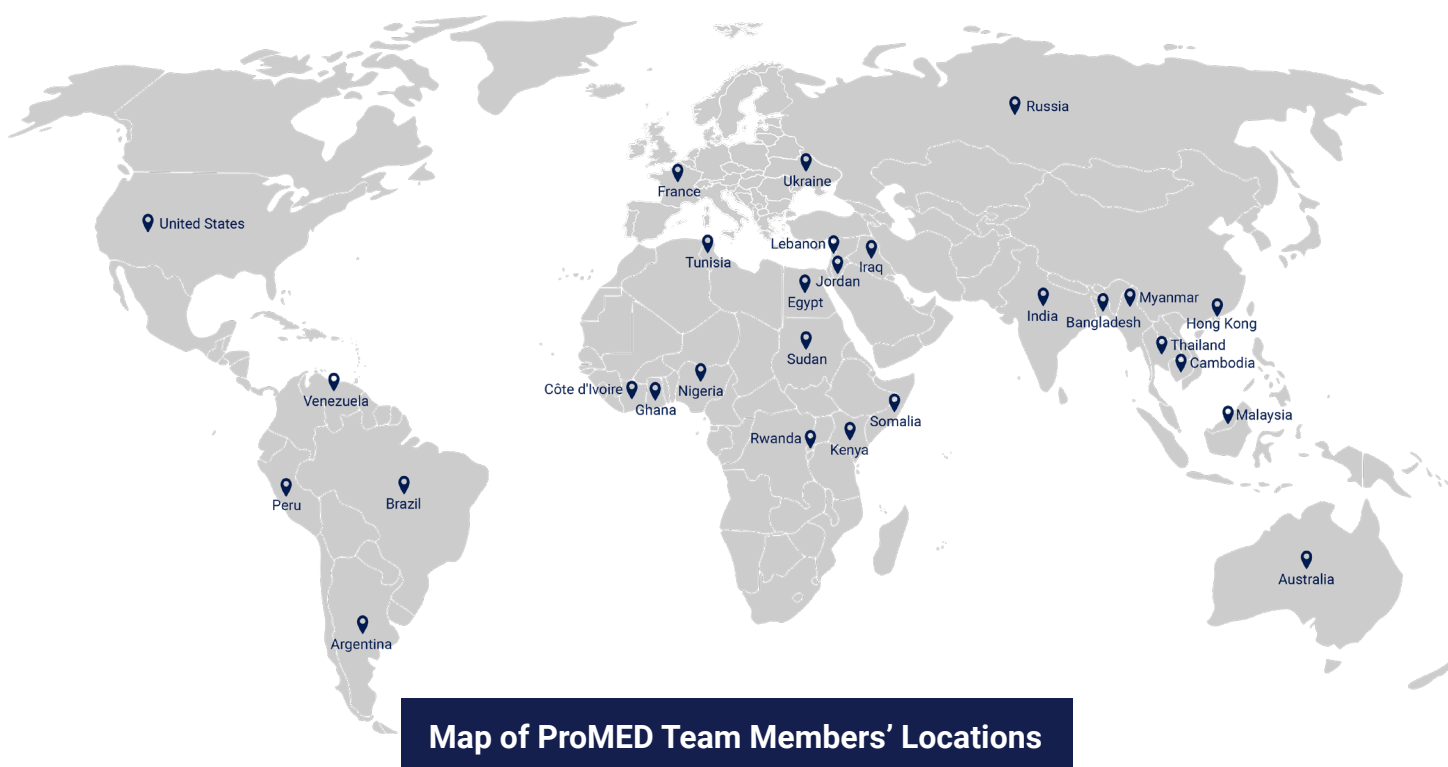 Russia
Ukraine
France
United States
Lebanon
Tunisia
Iraq
Jordan
Egypt
India
Myanmar
Bangladesh
Hong Kong
Thailand
Sudan
Cambodia
Côte d'Ivoire
Nigeria
Venezuela
Ghana
Somalia
Malaysia
Rwanda
Kenya
Peru
Brazil
Australia
Argentina
Map of ProMED Team Members’ Locations